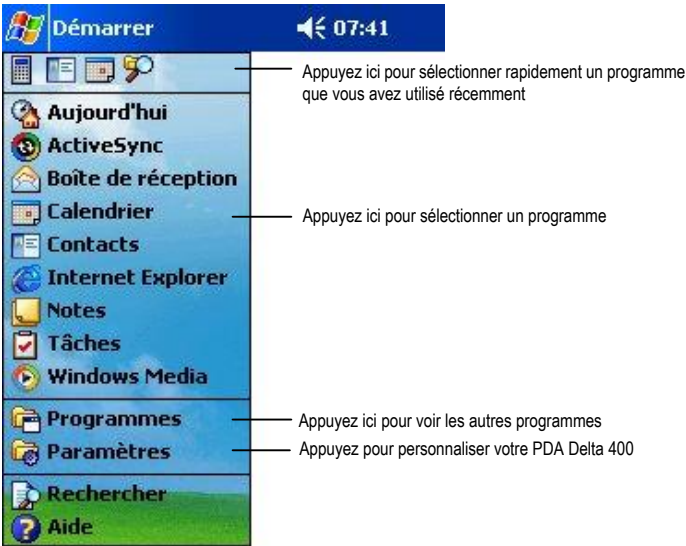 Démarrer 07:41
Appuyez ici pour sélectionner rapidement un programme
que vous avez utilisé récemment
Aujourd'hui
ActiveSync
Boîte de réception
Calendrier
Appuyez ici pour sélectionner un programme
Contacts
Internet Explorer
Notes
Tâches
Windows Media
Programmes
Appuyez ici pour voir les autres programmes
Paramètres
Appuyez pour personnaliser votre PDA Delta 400
Rechercher
Aide